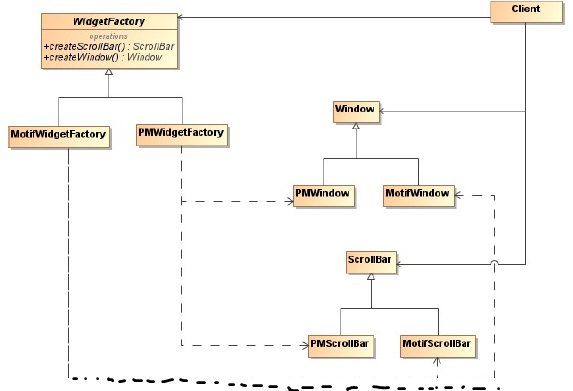 WidgetFactory
operations
+createScrollBar() : ScrollBar
+createWindow() : Window
Client
MotifWidgetFactory
PMWidgetFactory
Window
PMWindow
MotifWindow
ScrollBar
PMScrollBar
MotifScrollBar